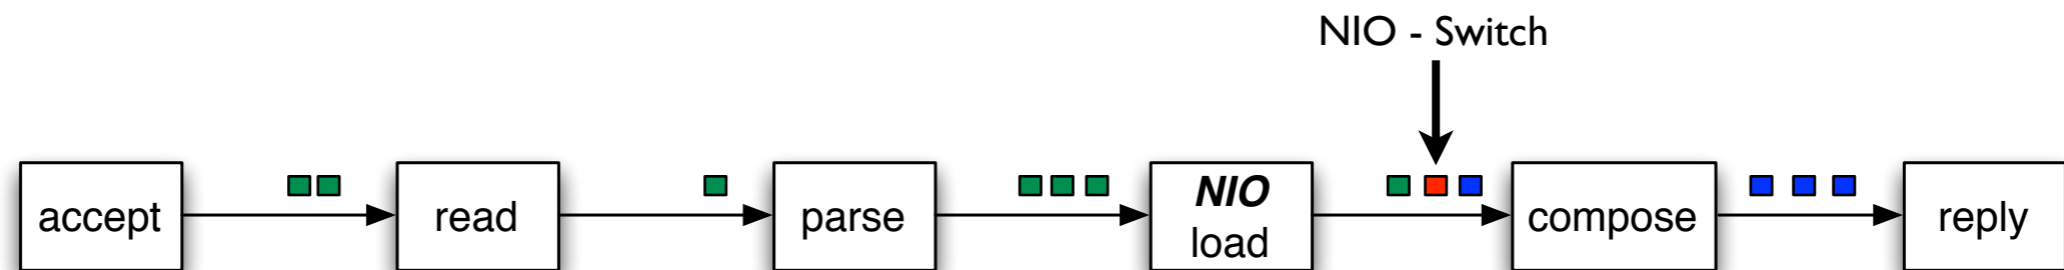 NIO - Switch
accept
read
parse
NIO
load
compose
reply